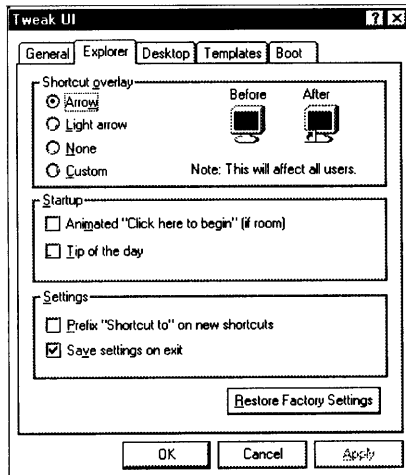 Tweak UI
General Explorer Desktop Templates Boot
Shortcut overlay
Arrow
Light arrow
None
Custom
Before After
Note: This will affect all users.
Startup
Animated "Click here to begin" (if room)
Tip of the day
Settings
Prefix "Shortcut to" on new shortcuts
Save settings on exit
Restore Factory Settings
OK Cancel Apply